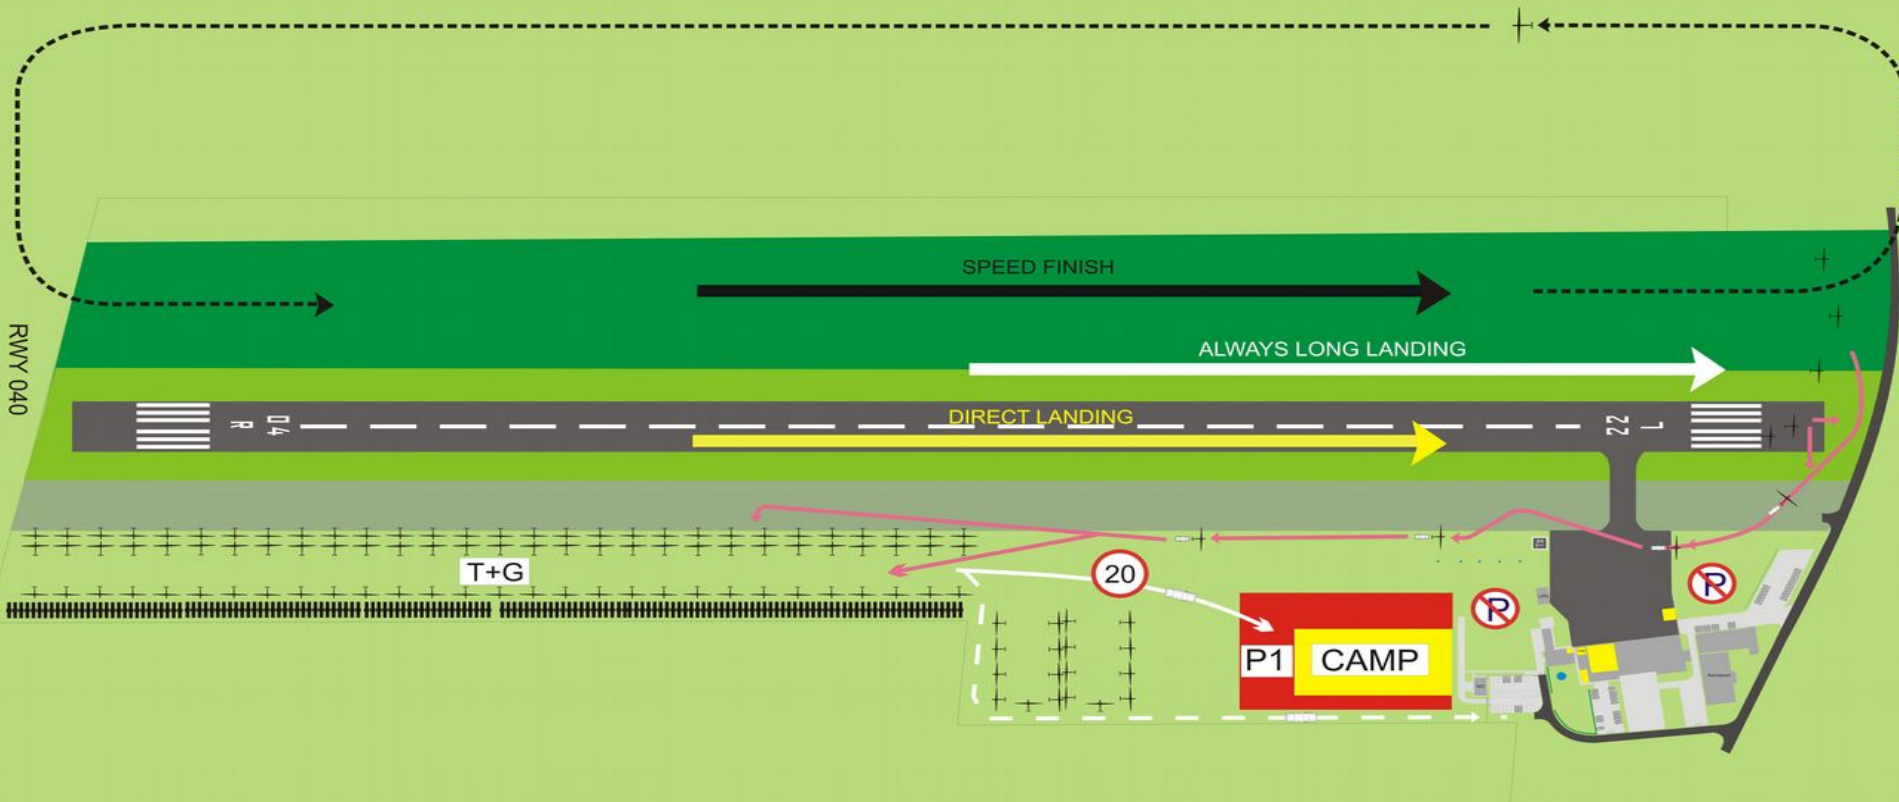 SPEED FINISH
ALWAYS LONG LANDING
RWY 040
04
R
DIRECT LANDING
22
L
T+G
20
P
P
P1
CAMP